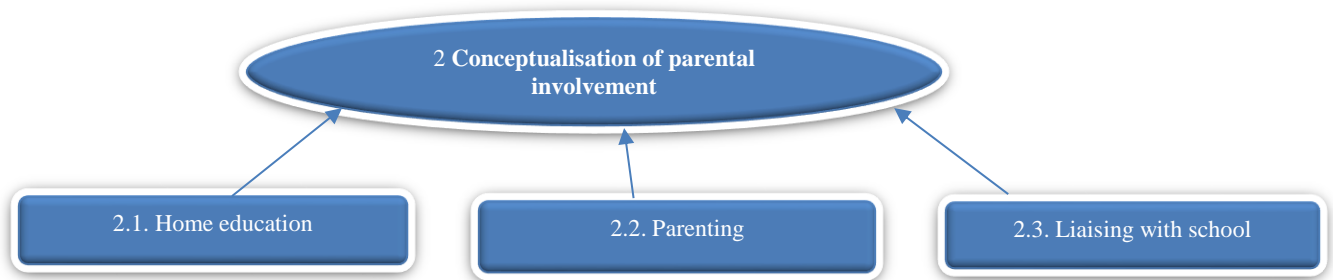 2 Conceptualisation of parental
involvement
2.1. Home education
2.2. Parenting
2.3. Liaising with school